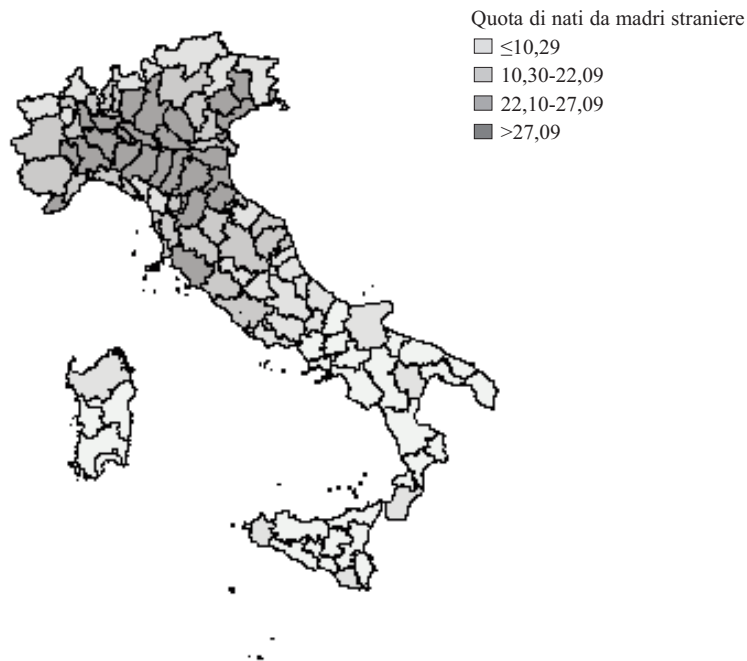 Quota di nati da madri straniere
≤10,29
10,30-22,09
22,10-27,09
>27,09